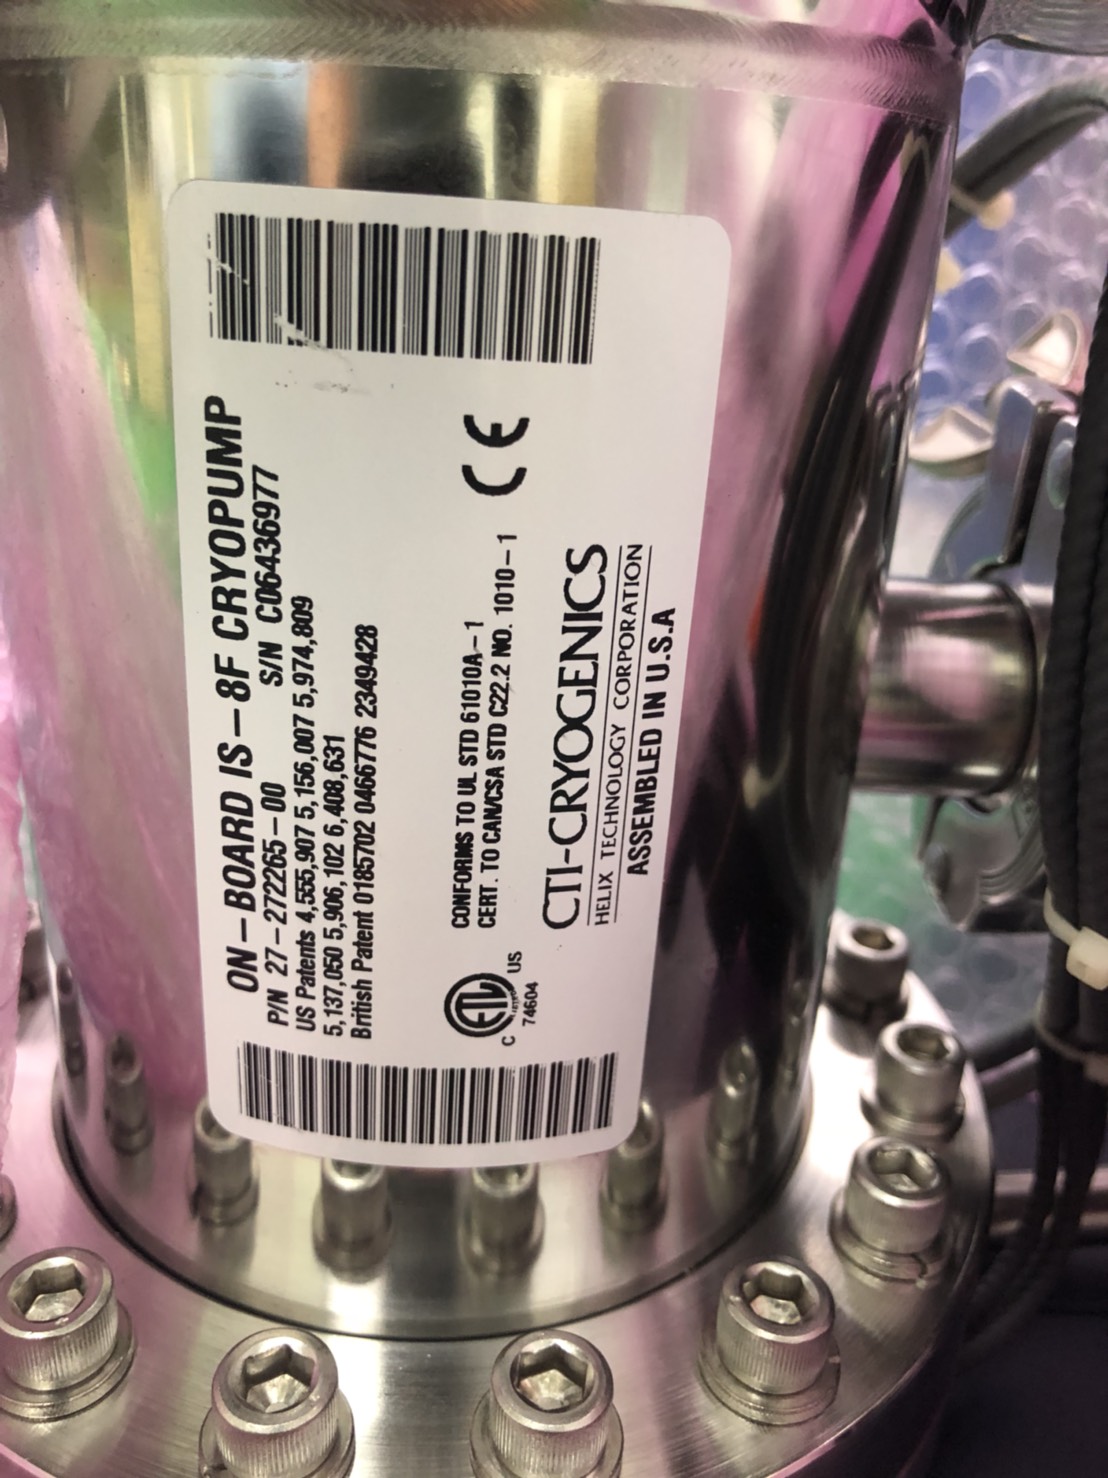 ON-BOARD IS-8F CRYOPUMP
P/N 27-272265-00 S/N C06436977
US Patents 4,555,907 5,156,007 5,974,809
5,137,050 5,906,102 6,408,631
British Patent 0185702 0466776 2349428
CONFORMS TO UL STD 61010A-1
CERT. TO CAN/CSA STD C22.2 NO. 1010-1
CE
ETL
C US
74604
CTI-CRYOGENICS
HELIX TECHNOLOGY CORPORATION
ASSEMBLED IN U.S.A